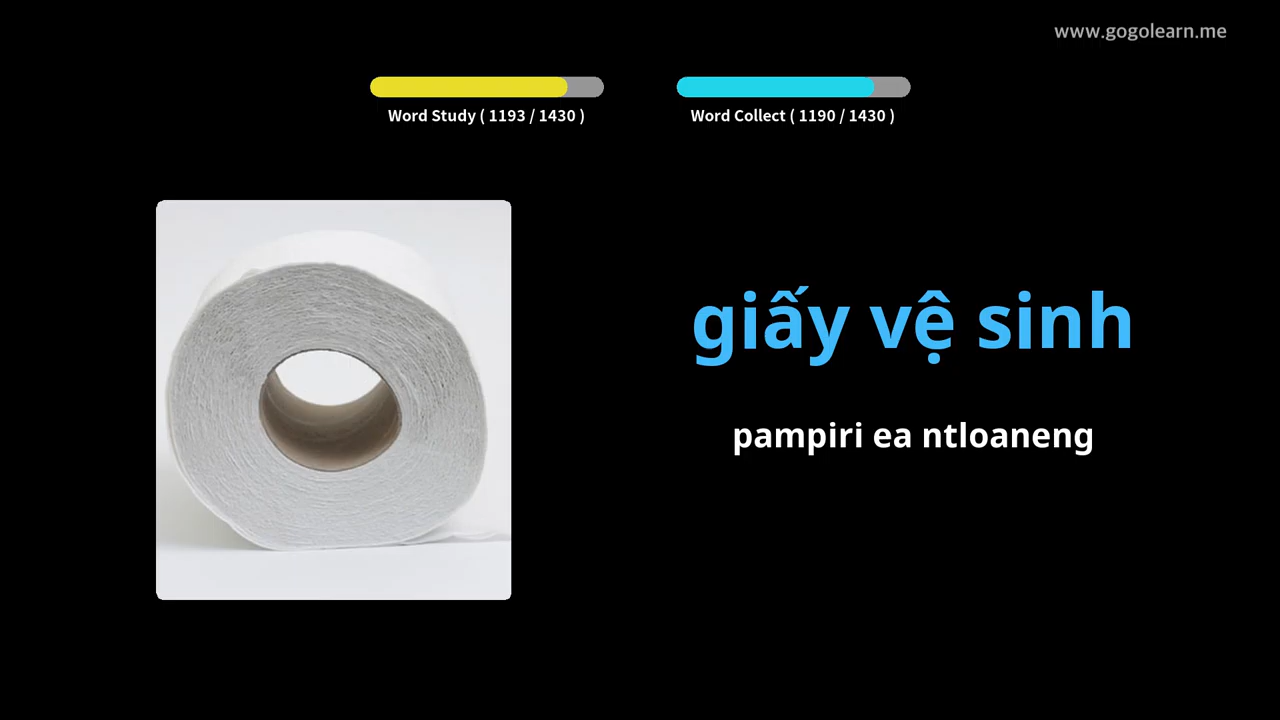 www.gogolearn.me
Word Study ( 1193 / 1430 )
Word Collect ( 1190 / 1430 )
giấy vệ sinh
pampiri ea ntloaneng